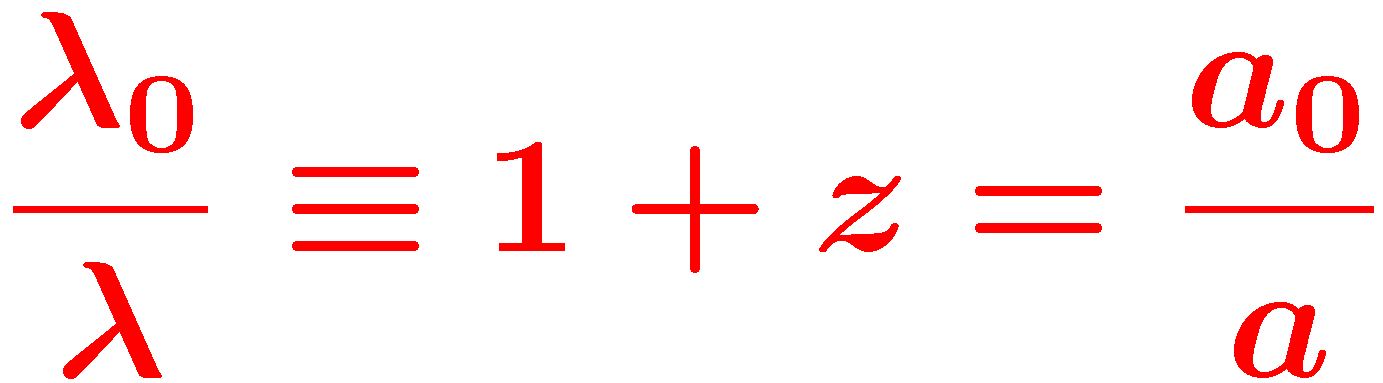 λ₀/λ ≡ 1 + z = a₀/a